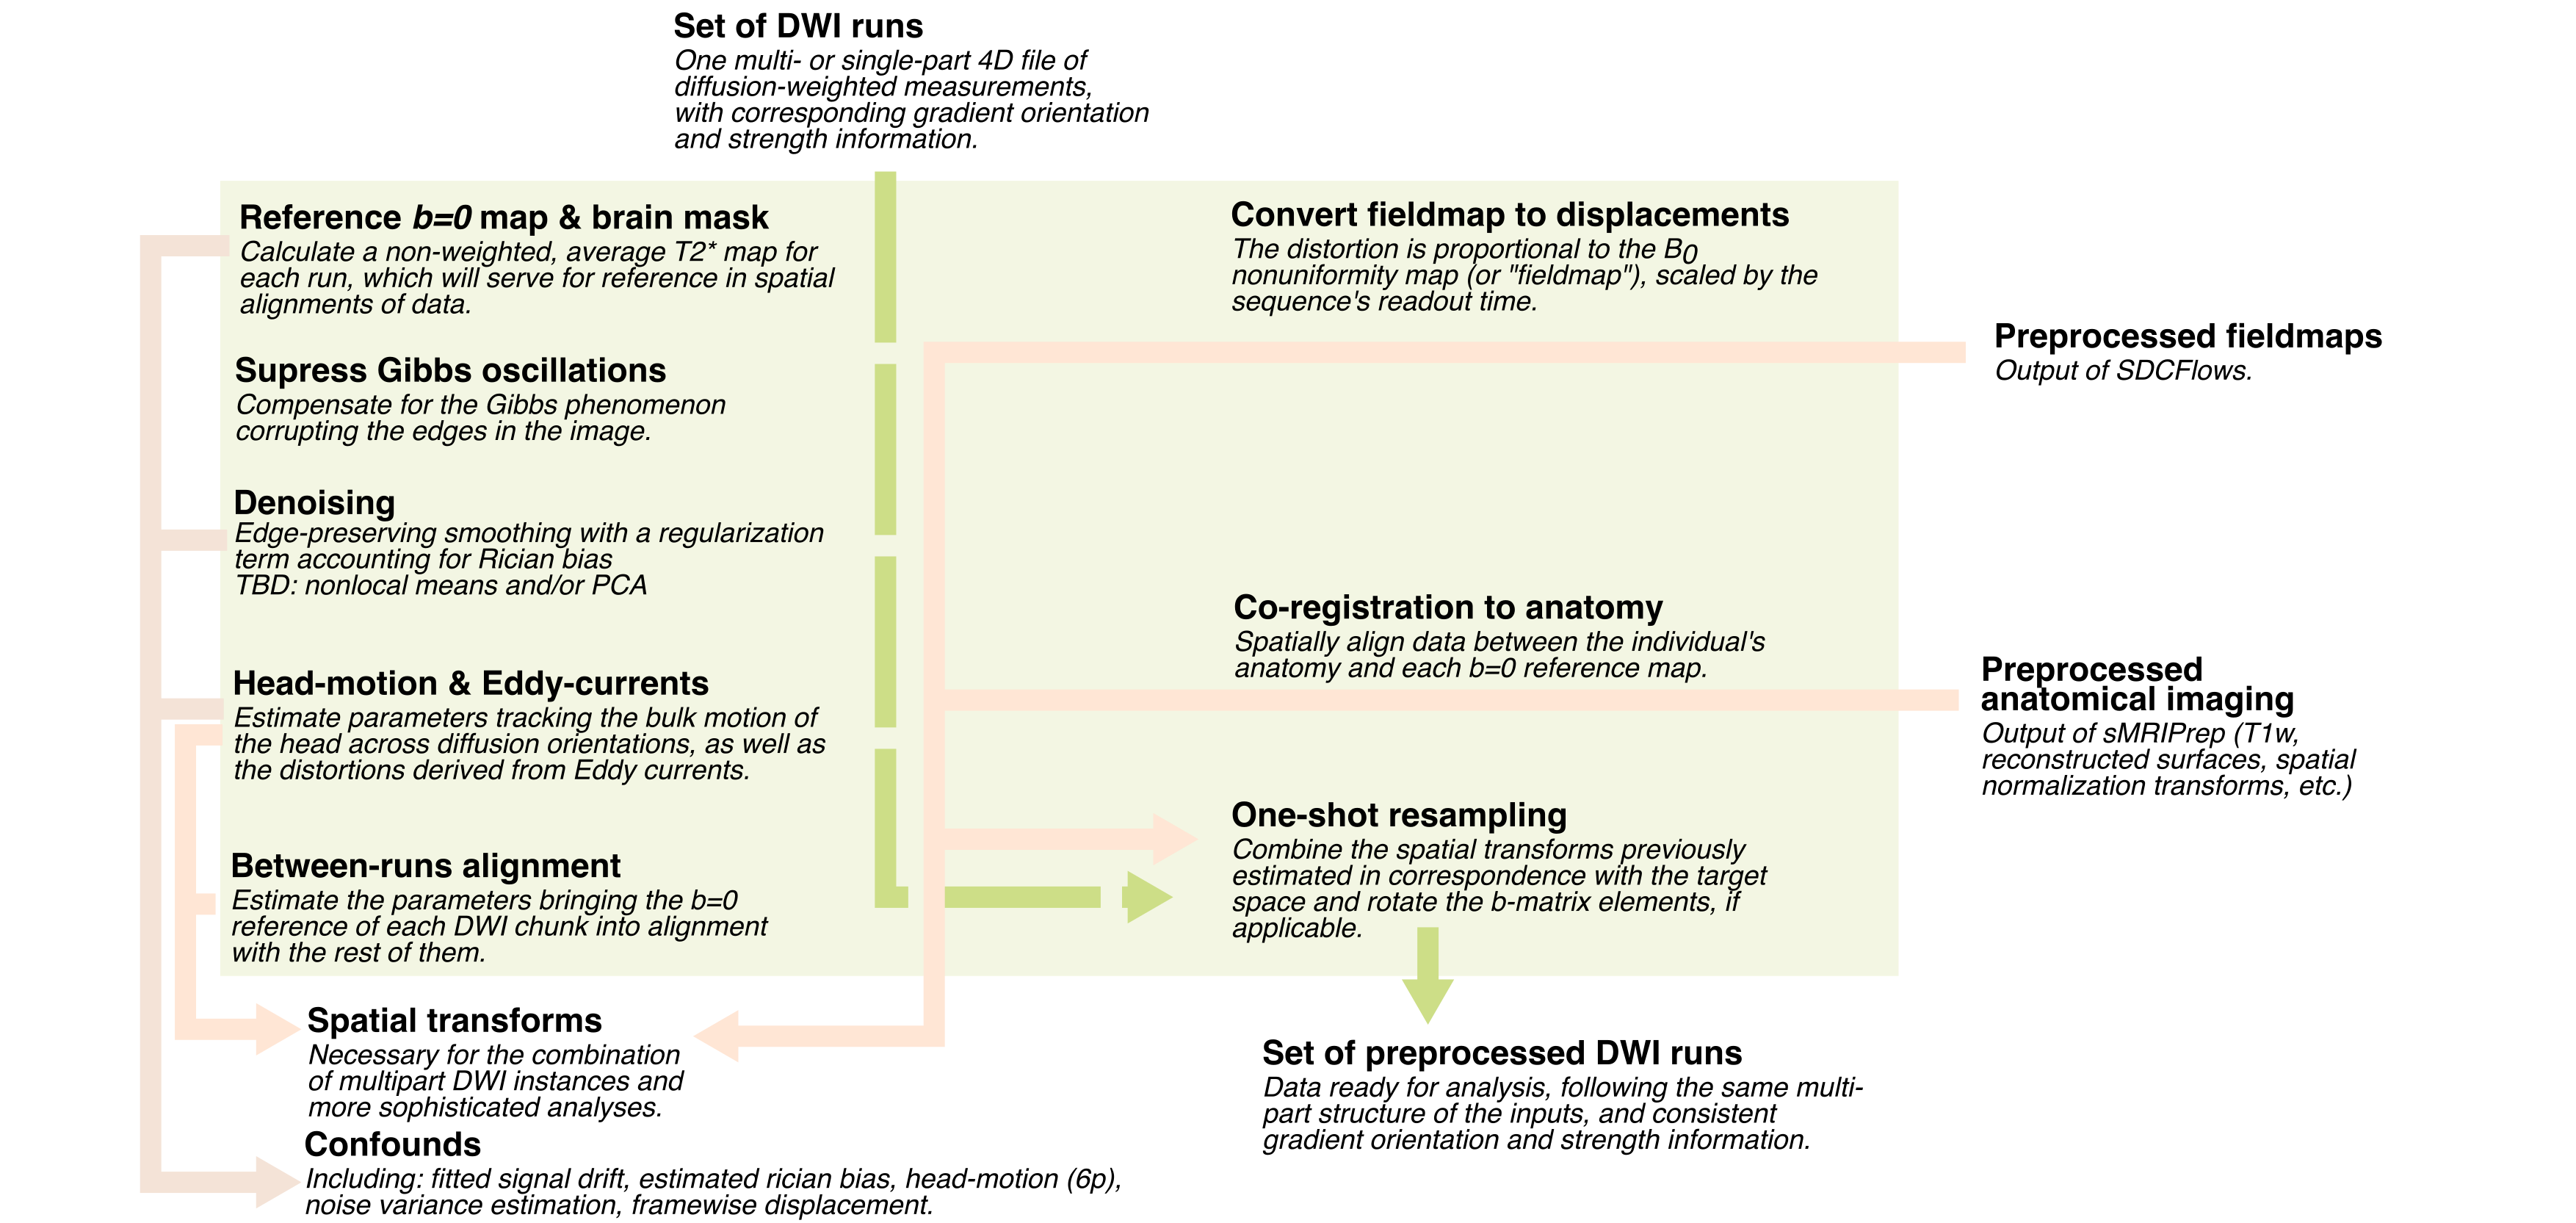 Set of DWI runs
One multi- or single-part 4D file of
diffusion-weighted measurements,
with corresponding gradient orientation
and strength information.
Reference b=0 map & brain mask
Calculate a non-weighted, average T2* map for
each run, which will serve for reference in spatial
alignments of data.
Supress Gibbs oscillations
Compensate for the Gibbs phenomenon
corrupting the edges in the image.
Denoising
Edge-preserving smoothing with a regularization
term accounting for Rician bias
TBD: nonlocal means and/or PCA
Head-motion & Eddy-currents
Estimate parameters tracking the bulk motion of
the head across diffusion orientations, as well as
the distortions derived from Eddy currents.
Between-runs alignment
Estimate the parameters bringing the b=0
reference of each DWI chunk into alignment
with the rest of them.
Convert fieldmap to displacements
The distortion is proportional to the B0
nonuniformity map (or "fieldmap"), scaled by the
sequence's readout time.
Preprocessed fieldmaps
Output of SDCFlows.
Co-registration to anatomy
Spatially align data between the individual's
anatomy and each b=0 reference map.
Preprocessed
anatomical imaging
Output of sMRIPrep (T1w,
reconstructed surfaces, spatial
normalization transforms, etc.)
One-shot resampling
Combine the spatial transforms previously
estimated in correspondence with the target
space and rotate the b-matrix elements, if
applicable.
Spatial transforms
Necessary for the combination
of multipart DWI instances and
more sophisticated analyses.
Confounds
Including: fitted signal drift, estimated rician bias, head-motion (6p),
noise variance estimation, framewise displacement.
Set of preprocessed DWI runs
Data ready for analysis, following the same multi-
part structure of the inputs, and consistent
gradient orientation and strength information.